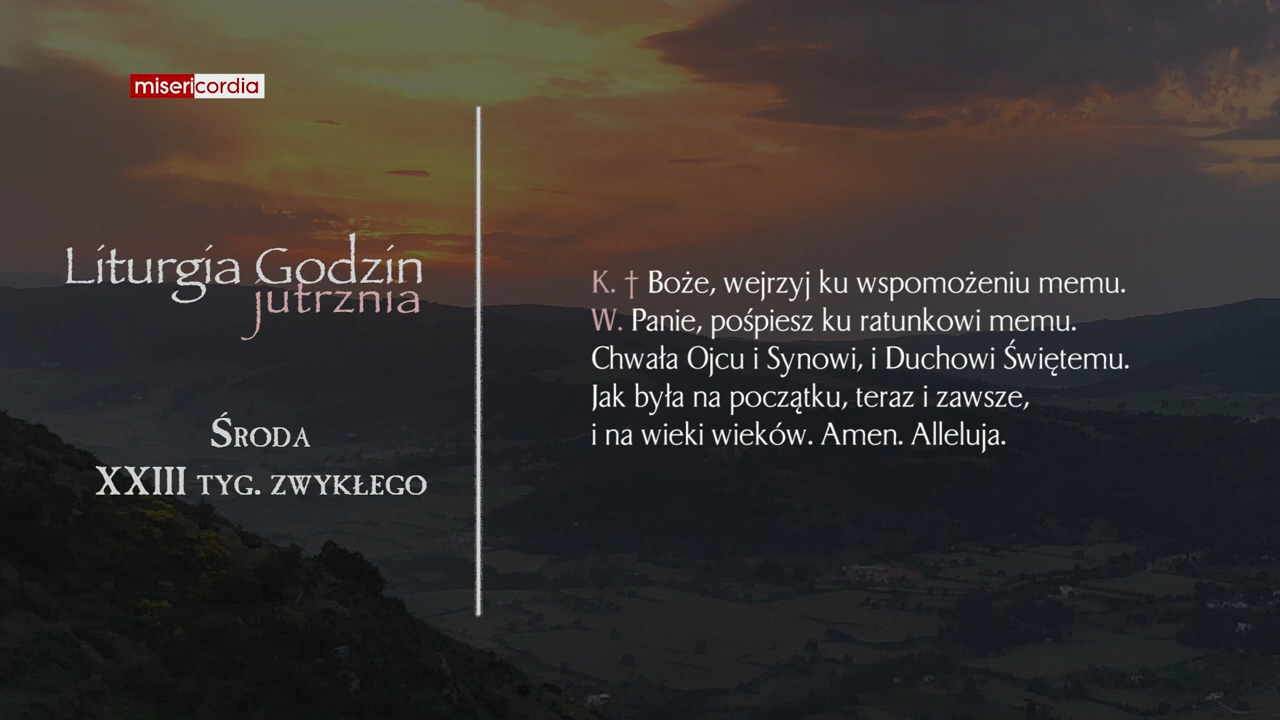 misericordia
Liturgia Godzin
jutrznia
Środa
XXIII tyg. zwykłego
K. † Boże, wejrzyj ku wspomożeniu memu.
W. Panie, pośpiesz ku ratunkowi memu.
Chwała Ojcu i Synowi, i Duchowi Świętemu.
Jak była na początku, teraz i zawsze,
i na wieki wieków. Amen. Alleluja.